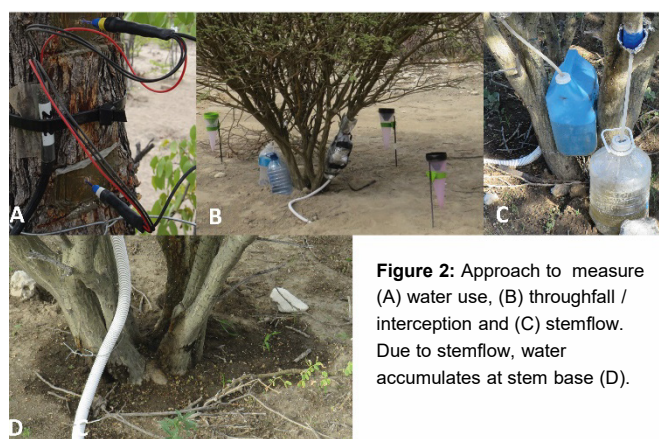 A
B
C
Figure 2: Approach to measure
(A) water use, (B) throughfall /
interception and (C) stemflow.
Due to stemflow, water
accumulates at stem base (D).
D